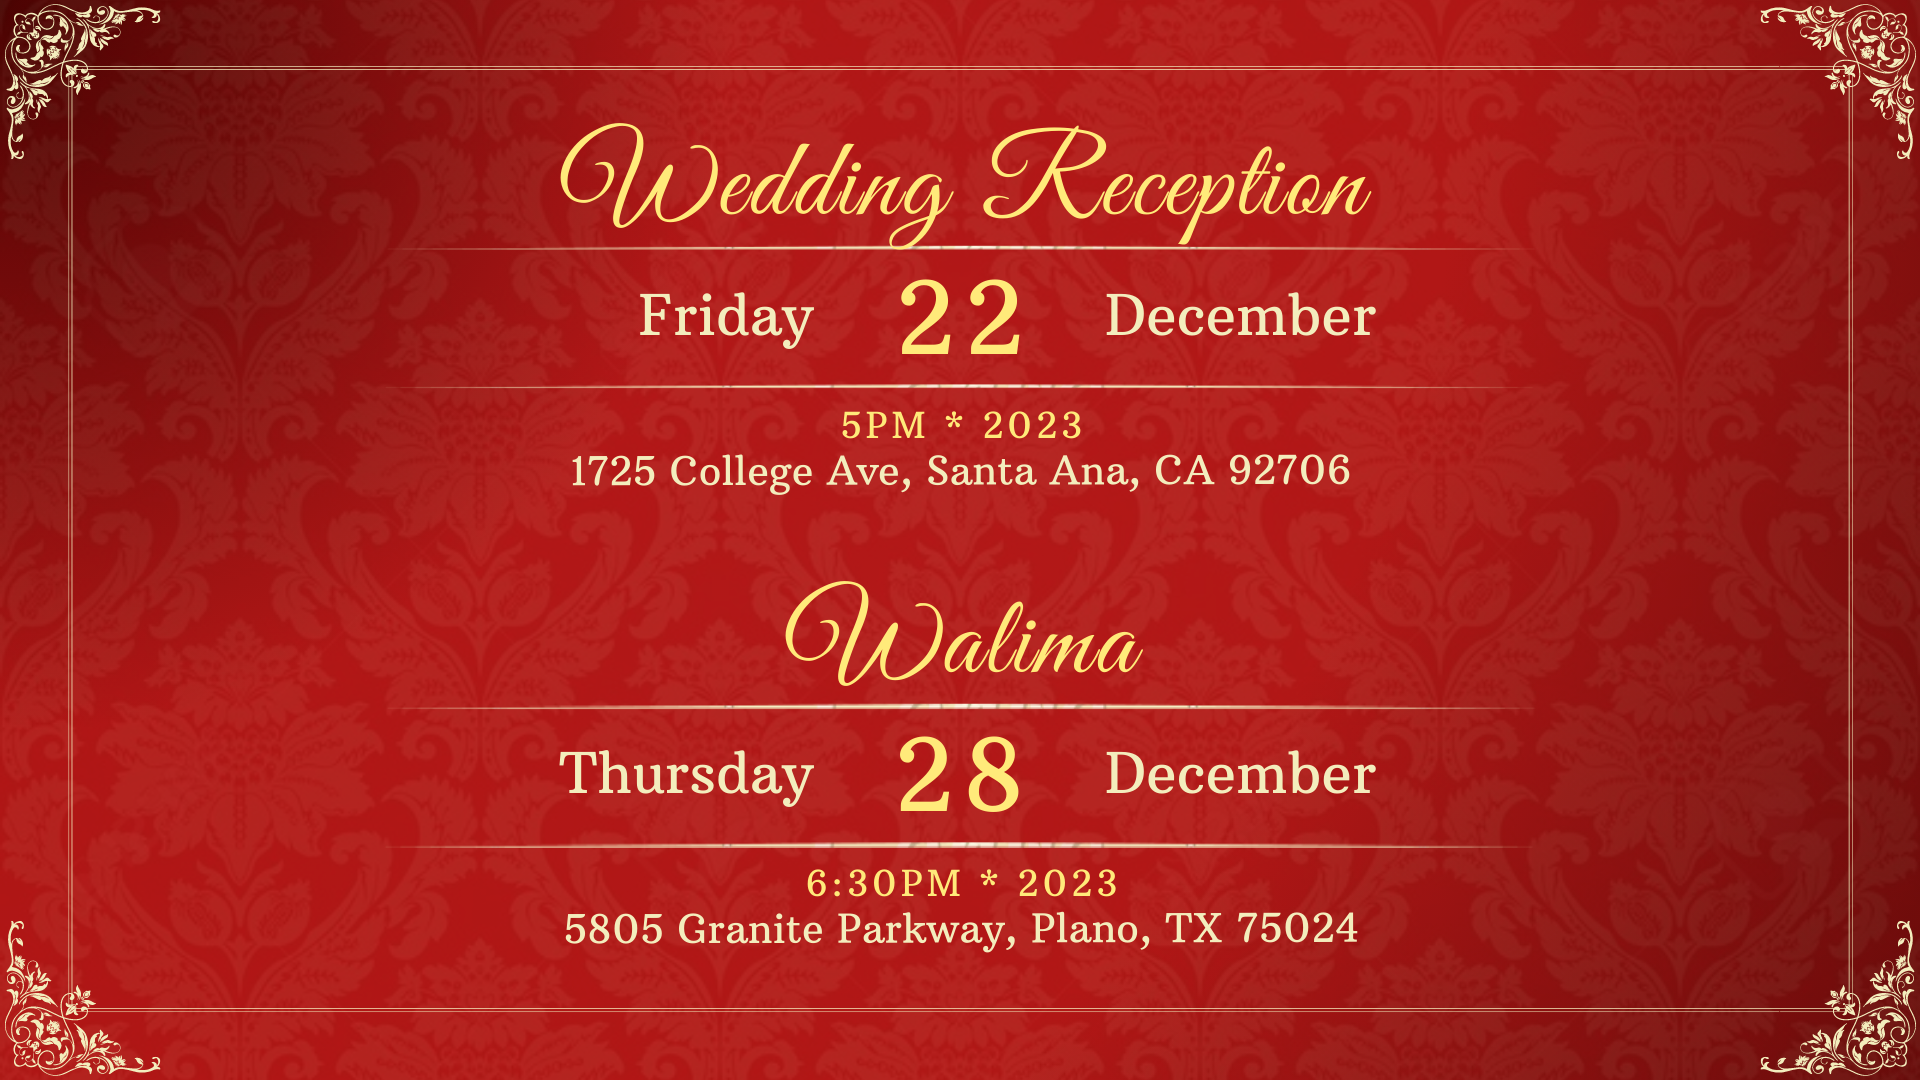 Wedding Reception
Friday 22 December
5PM * 2023
1725 College Ave, Santa Ana, CA 92706
Walima
Thursday 28 December
6:30PM * 2023
5805 Granite Parkway, Plano, TX 75024